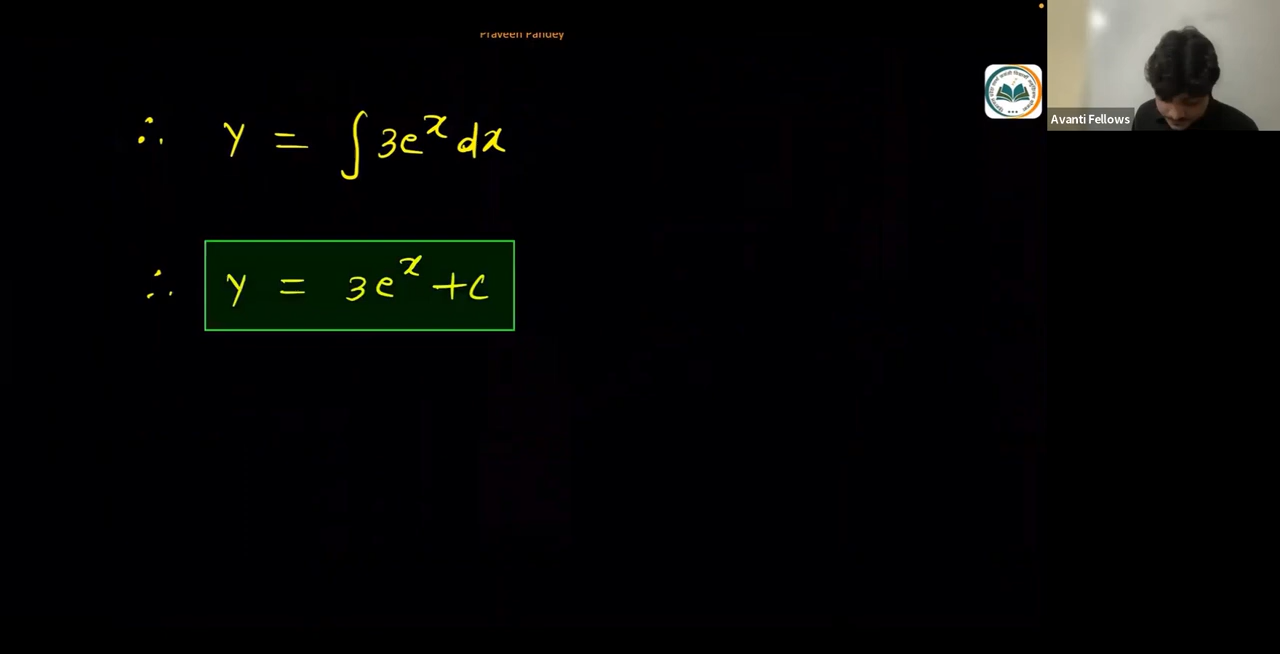 Praveen Pandey
Avanti Fellows
∴ y = ∫ 3e^x dx
∴ y = 3e^x + c